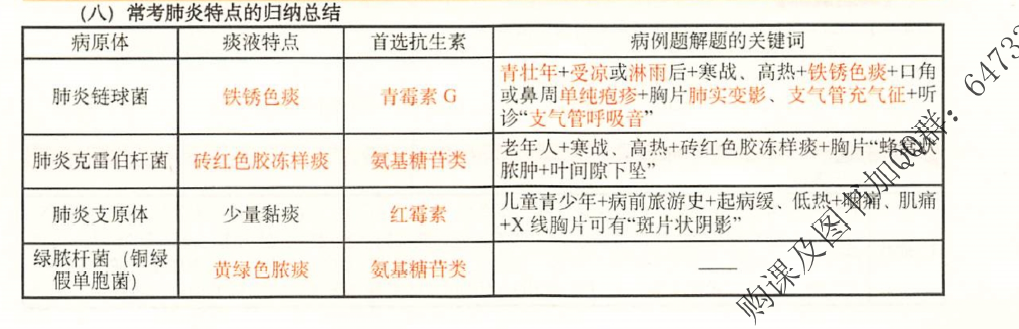 （八）常考肺炎特点的归纳总结
病原体 痰液特点 首选抗生素 病例题解题的关键词
肺炎链球菌 铁锈色痰 青霉素 G 青壮年+受凉或淋雨后+寒战、高热+铁锈色痰+口角
或鼻周单纯疱疹+胸片肺实变影、支气管充气征+听
诊“支气管呼吸音”
肺炎克雷伯杆菌 砖红色胶冻样痰 氨基糖苷类 老年人+寒战、高热+砖红色胶冻样痰+胸片“蜂窝状
脓肿+叶间隙下坠”
肺炎支原体 少量黏痰 红霉素 儿童青少年+病前旅游史+起病缓、低热+咽痛、肌痛
+X 线胸片可有“斑片状阴影”
绿脓杆菌（铜绿
假单胞菌） 黄绿色脓痰 氨基糖苷类 ——
购课及图书加QQ群：64733